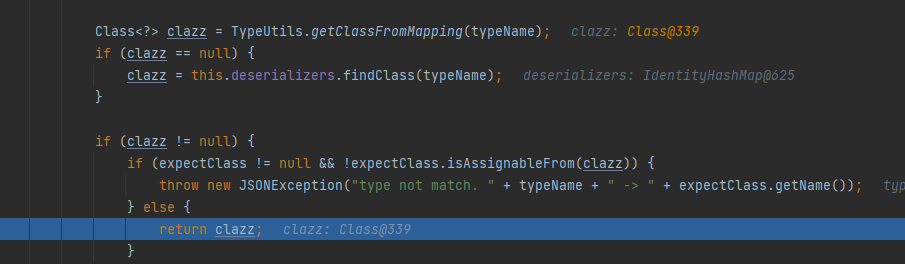 Class<?> clazz = TypeUtils.getClassFromMapping(typeName);   clazz: Class@339
if (clazz == null) {
    clazz = this.deserializers.findClass(typeName);   deserializers: IdentityHashMap@625
}
if (clazz != null) {
    if (expectClass != null && !expectClass.isAssignableFrom(clazz)) {
        throw new JSONException("type not match. " + typeName + " -> " + expectClass.getName());   typ
    } else {
        return clazz;   clazz: Class@339
    }